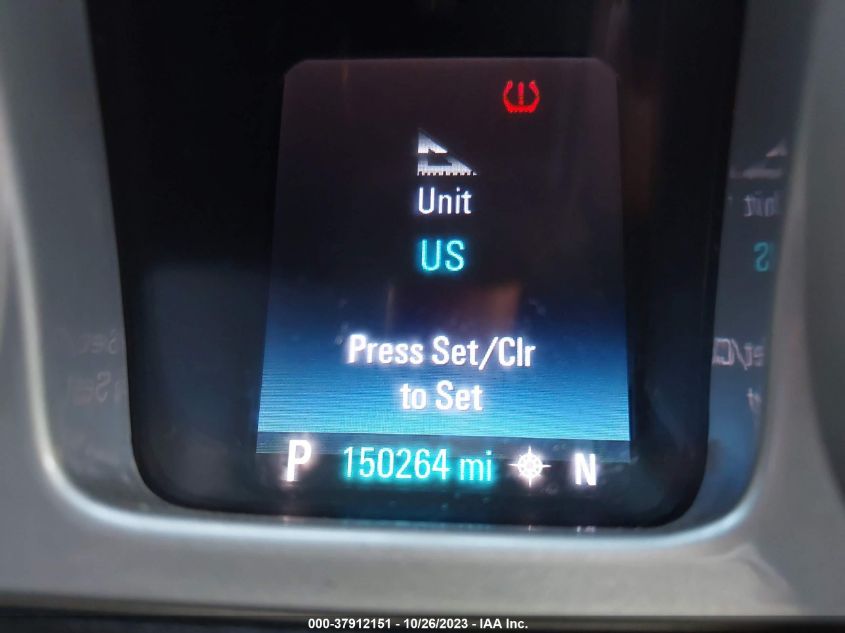 Unit
US
Press Set/Clr
to Set
P 150264 mi N
000-37912151 - 10/26/2023 - IAA Inc.